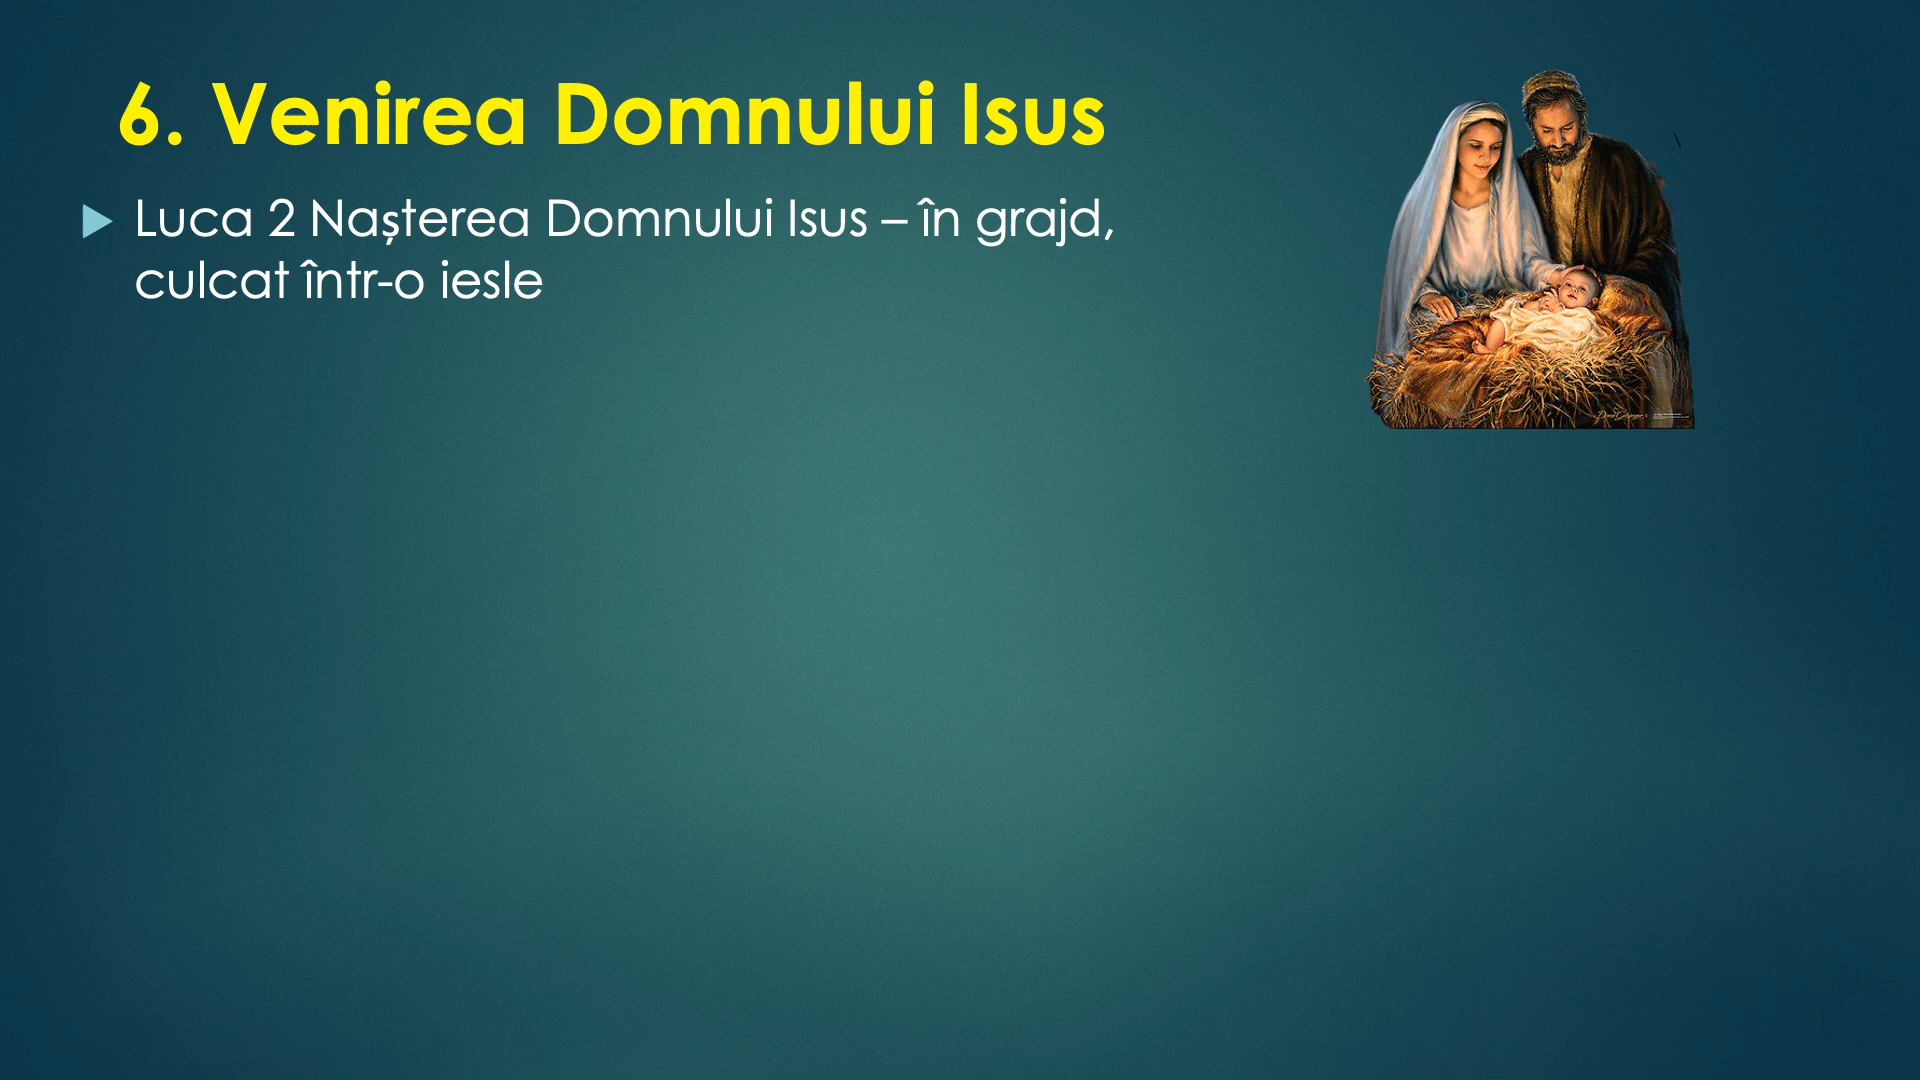 6. Venirea Domnului Isus
Luca 2 Nașterea Domnului Isus – în grajd,
culcat într-o iesle